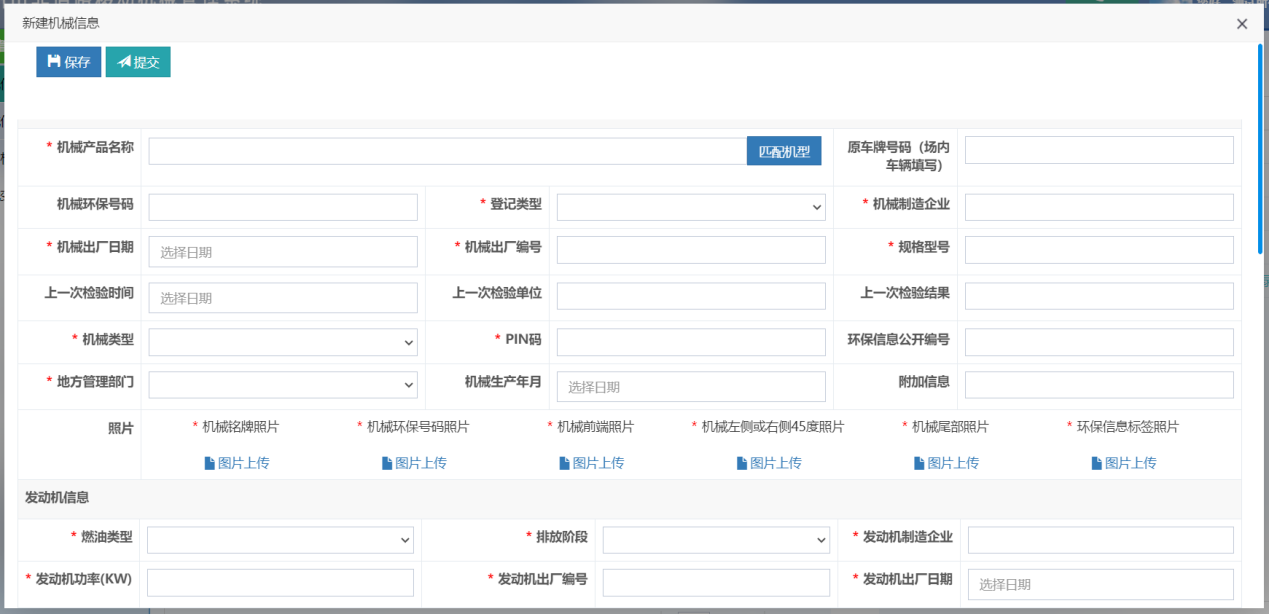 新建机械信息
保存 提交
* 机械产品名称 匹配机型 原车牌号码（场内
车辆填写）
机械环保号码 * 登记类型 * 机械制造企业
* 机械出厂日期 选择日期 * 机械出厂编号 * 规格型号
上一次检验时间 选择日期 上一次检验单位 上一次检验结果
* 机械类型 * PIN码 环保信息公开编号
* 地方管理部门 机械生产年月 选择日期 附加信息
照片 * 机械铭牌照片 * 机械环保号码照片 * 机械前端照片 * 机械左侧或右侧45度照片 * 机械尾部照片 * 环保信息标签照片
图片上传 图片上传 图片上传 图片上传 图片上传 图片上传
发动机信息
* 燃油类型 * 排放阶段 * 发动机制造企业
* 发动机功率(KW) * 发动机出厂编号 * 发动机出厂日期 选择日期